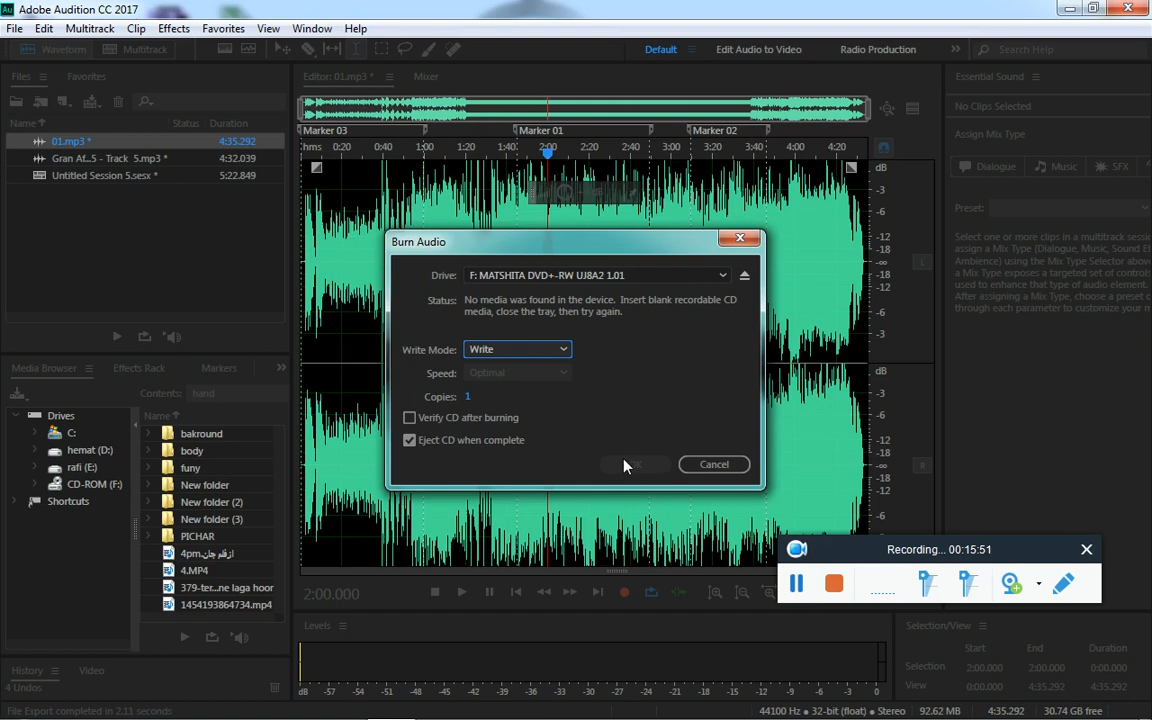 Adobe Audition CC 2017
File Edit Multitrack Clip Effects Favorites View Window Help
Waveform Multitrack Default Edit Audio to Video Radio Production Search Help
Files Favorites Editor: 01.mp3 * Mixer Essential Sound
No Clips Selected
Name Status Duration
Marker 03 Marker 01 Marker 02
01.mp3 * 4:35.292
Assign Mix Type
hms 0:20 0:40 1:00 1:20 1:40 2:00 2:20 2:40 3:00 3:20 3:40 4:20
Gran Af...5 - Track 5.mp3 * 4:32.039
Untitled Session 5.sesx * 5:22.849
Dialogue Music SFX
dB
-3
-6
-12
-18
-∞
-18
-12
-6
-3
L
Preset:
Select one or more clips in a multitrack sessi
assign a Mix Type (Dialogue, Music, Sound E
Ambience) using the Mix Type Selector above
a Mix Type exposes a targeted set of controls
used to enhance that type of audio element.
After assigning a Mix Type, choose a preset c
through each parameter to customize your m
Burn Audio
Drive: F: MATSHITA DVD+-RW UJ8A2 1.01
Status: No media was found in the device. Insert blank recordable CD
media, close the tray, then try again.
Write Mode: Write
Speed: Optimal
Copies: 1
Verify CD after burning
Eject CD when complete
Cancel
dB
-3
-6
-12
-18
-∞
-18
-12
-6
R
Media Browser Effects Rack Markers
Contents: hand
Drives
C:
hemat (D:)
rafi (E:)
CD-ROM (F:)
Shortcuts
Name
bakround
body
funy
New folder
New folder (2)
New folder (3)
PICHAR
ازقلم جان.4pm
4.MP4
379-ter...ne laga hoor
1454193864734.mp4
Recording... 00:15:51
2:00.000
Levels
dB -57 -54 -51 -48 -45 -42 -39 -36 -33 -30 -27 -24 -21 -18 -15 -12 -9 -6 -3 0
Selection/View
Start End Duration
Selection 2:00.000 2:00.000 0:00.000
View 0:00.000 4:35.292 4:35.292
History Video
4 Undos
File Export completed in 2.11 seconds
44100 Hz ● 32-bit (float) ● Stereo 92.62 MB 4:35.292 30.74 GB free